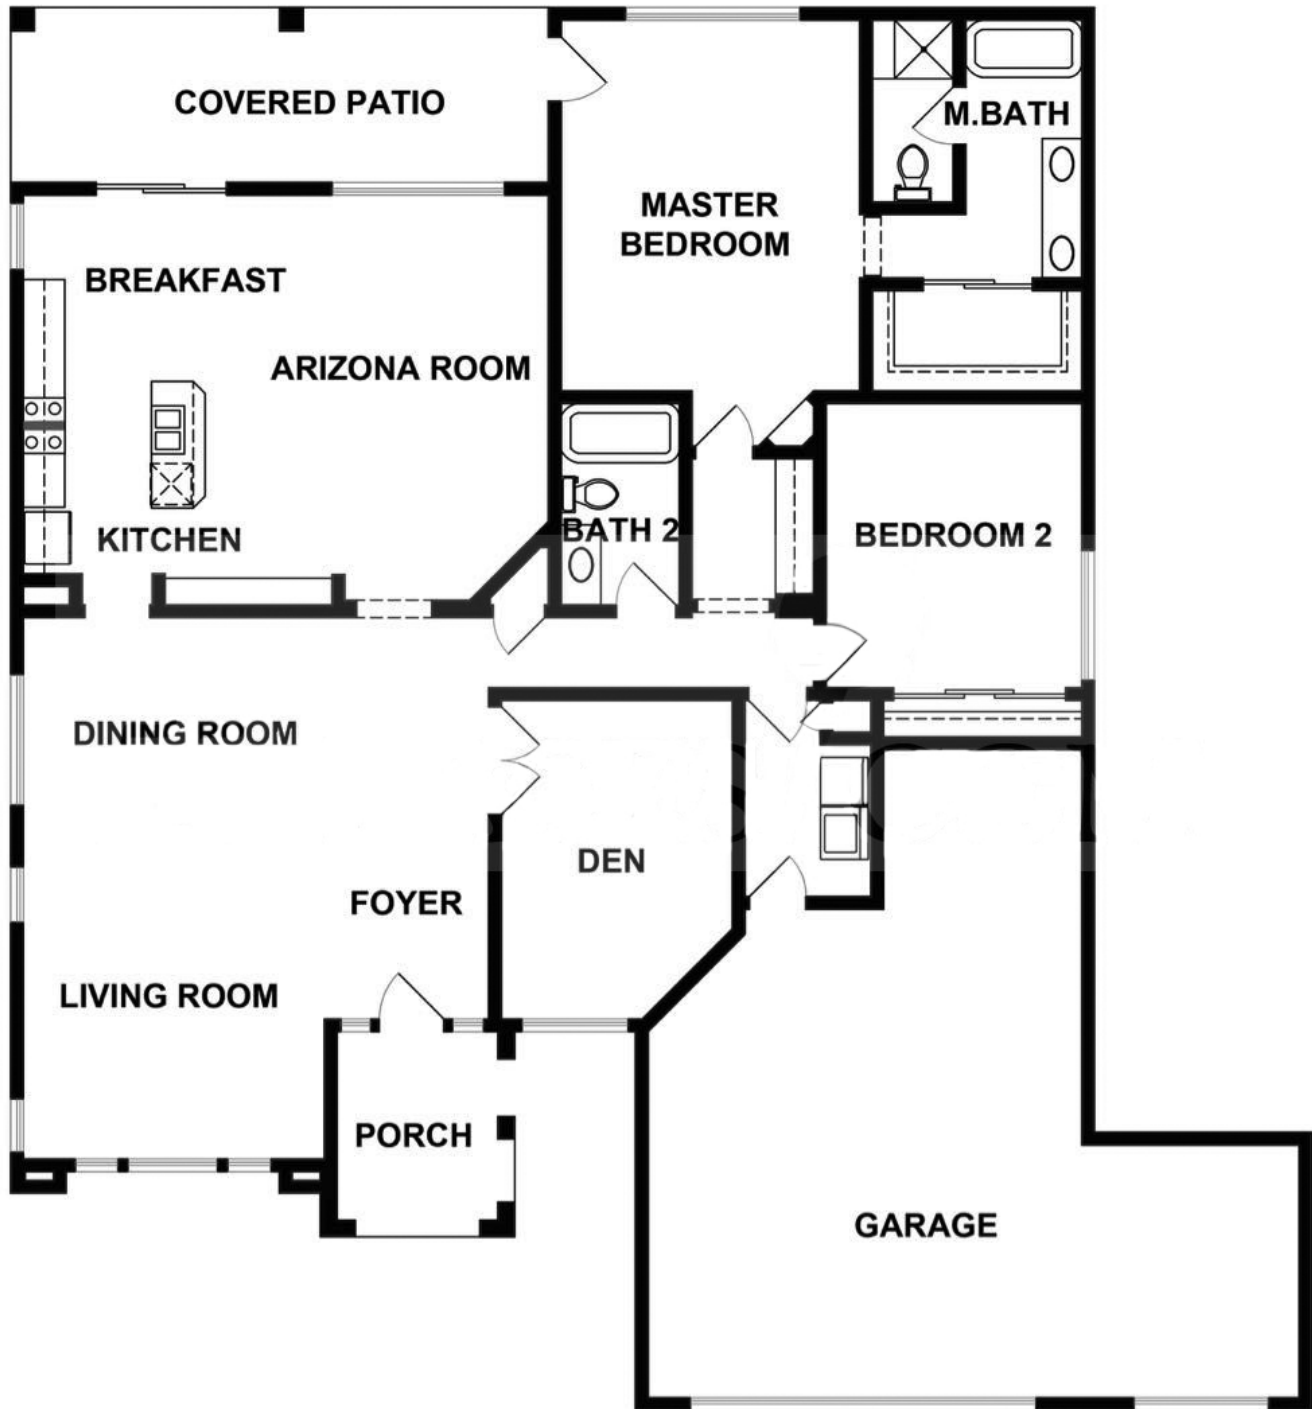 COVERED PATIO
M.BATH
MASTER
BEDROOM
BREAKFAST
ARIZONA ROOM
KITCHEN
BATH 2
BEDROOM 2
DINING ROOM
DEN
FOYER
LIVING ROOM
PORCH
GARAGE